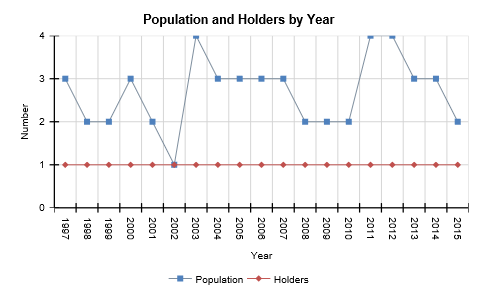 Population and Holders by Year
4
3
2
1
0
Number
1997 1998 1999 2000 2001 2002 2003 2004 2005 2006 2007 2008 2009 2010 2011 2012 2013 2014 2015
Year
Population Holders